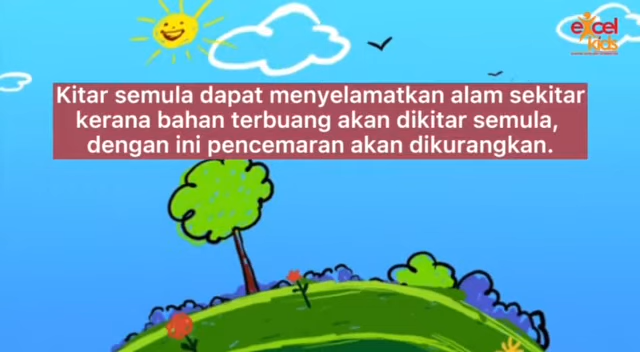 excel
kids
Kitar semula dapat menyelamatkan alam sekitar
kerana bahan terbuang akan dikitar semula,
dengan ini pencemaran akan dikurangkan.